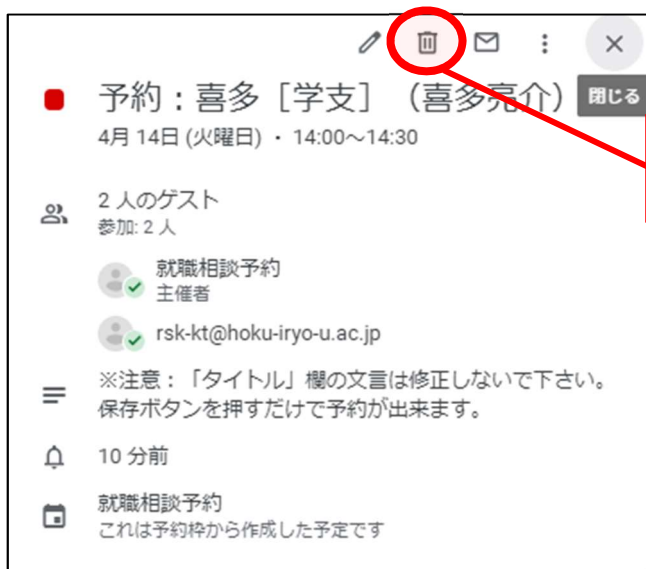 予約：喜多［学支］（喜多亮介）
閉じる
4月 14日 (火曜日) ・ 14:00～14:30
2 人のゲスト
参加: 2 人
就職相談予約
主催者
rsk-kt@hoku-iryo-u.ac.jp
※注意：「タイトル」欄の文言は修正しないで下さい。
保存ボタンを押すだけで予約が出来ます。
10 分前
就職相談予約
これは予約枠から作成した予定です